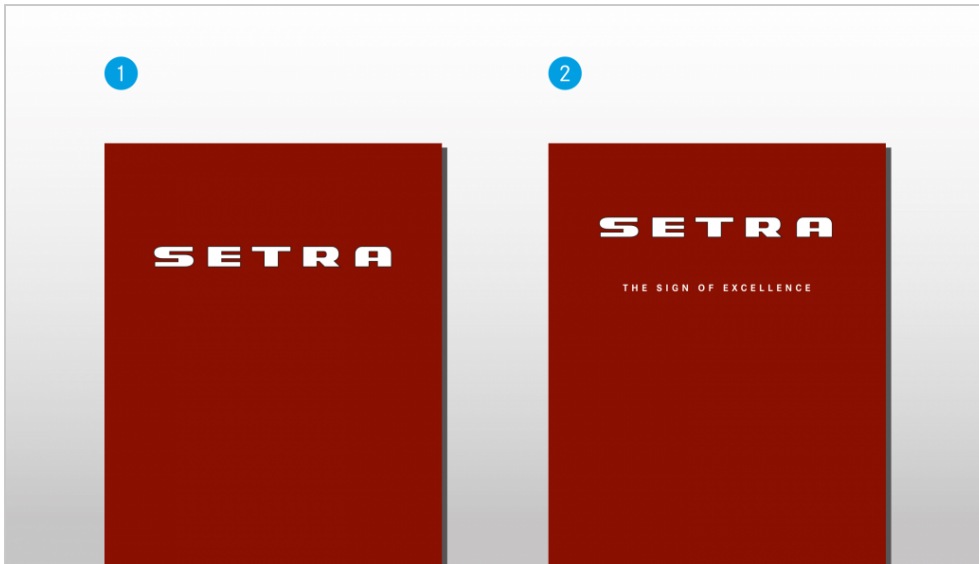 1
SETRA
2
SETRA
THE SIGN OF EXCELLENCE